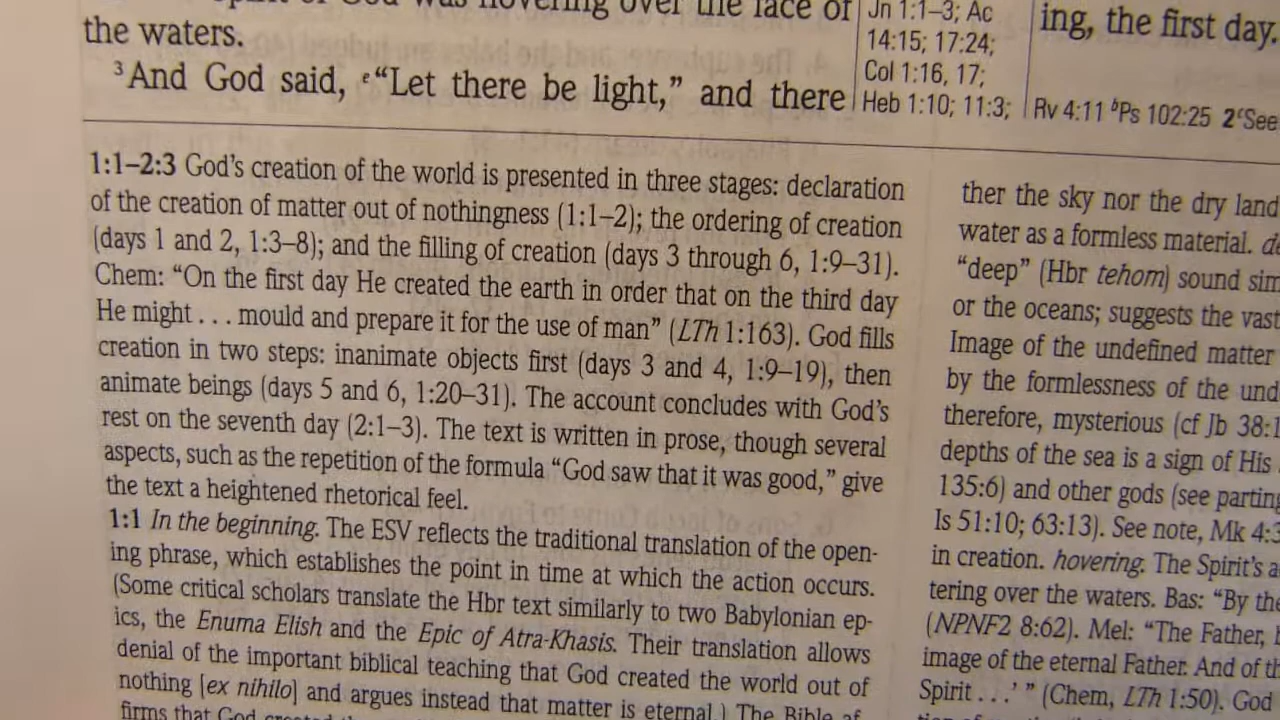 of God was hovering over the face of
the waters.
³And God said, ᵉ“Let there be light,” and there
Jn 1:1–3; Ac
14:15; 17:24;
Col 1:16, 17;
Heb 1:10; 11:3;
ing, the first day.
Rv 4:11 ᵇPs 102:25 2ᶜSee
1:1–2:3 God’s creation of the world is presented in three stages: declaration
of the creation of matter out of nothingness (1:1–2); the ordering of creation
(days 1 and 2, 1:3–8); and the filling of creation (days 3 through 6, 1:9–31).
Chem: “On the first day He created the earth in order that on the third day
He might . . . mould and prepare it for the use of man” (LTh 1:163). God fills
creation in two steps: inanimate objects first (days 3 and 4, 1:9–19), then
animate beings (days 5 and 6, 1:20–31). The account concludes with God’s
rest on the seventh day (2:1–3). The text is written in prose, though several
aspects, such as the repetition of the formula “God saw that it was good,” give
the text a heightened rhetorical feel.
1:1 In the beginning. The ESV reflects the traditional translation of the open-
ing phrase, which establishes the point in time at which the action occurs.
(Some critical scholars translate the Hbr text similarly to two Babylonian ep-
ics, the Enuma Elish and the Epic of Atra-Khasis. Their translation allows
denial of the important biblical teaching that God created the world out of
nothing [ex nihilo] and argues instead that matter is eternal.) The Bible af-
firms that God
ther the sky nor the dry land
water as a formless material.
“deep” (Hbr tehom) sound
or the oceans; suggests the vast
Image of the undefined matter
by the formlessness of the
therefore, mysterious (cf Jb
depths of the sea is a sign of His
135:6) and other gods (see
Is 51:10; 63:13). See note, Mk
in creation. hovering. The Spirit’s
tering over the waters. Bas: “By
(NPNF2 8:62). Mel: “The Father,
image of the eternal Father. And of
Spirit . . .’ ” (Chem, LTh 1:50). God